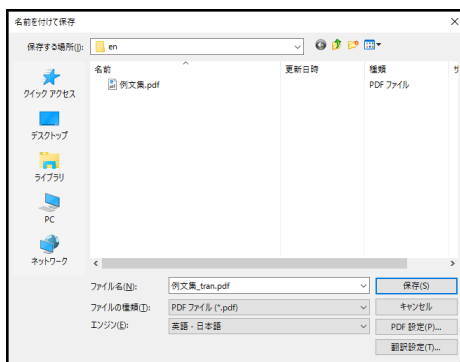 名前を付けて保存
保存する場所(I):
en
名前
更新日時
種類
サ
例文集.pdf
PDF ファイル
クイック アクセス
デスクトップ
ライブラリ
PC
ネットワーク
ファイル名(N):
例文集_tran.pdf
保存(S)
ファイルの種類(T):
PDF ファイル (*.pdf)
キャンセル
エンジン(E):
英語 - 日本語
PDF 設定(P)...
翻訳設定(T)...